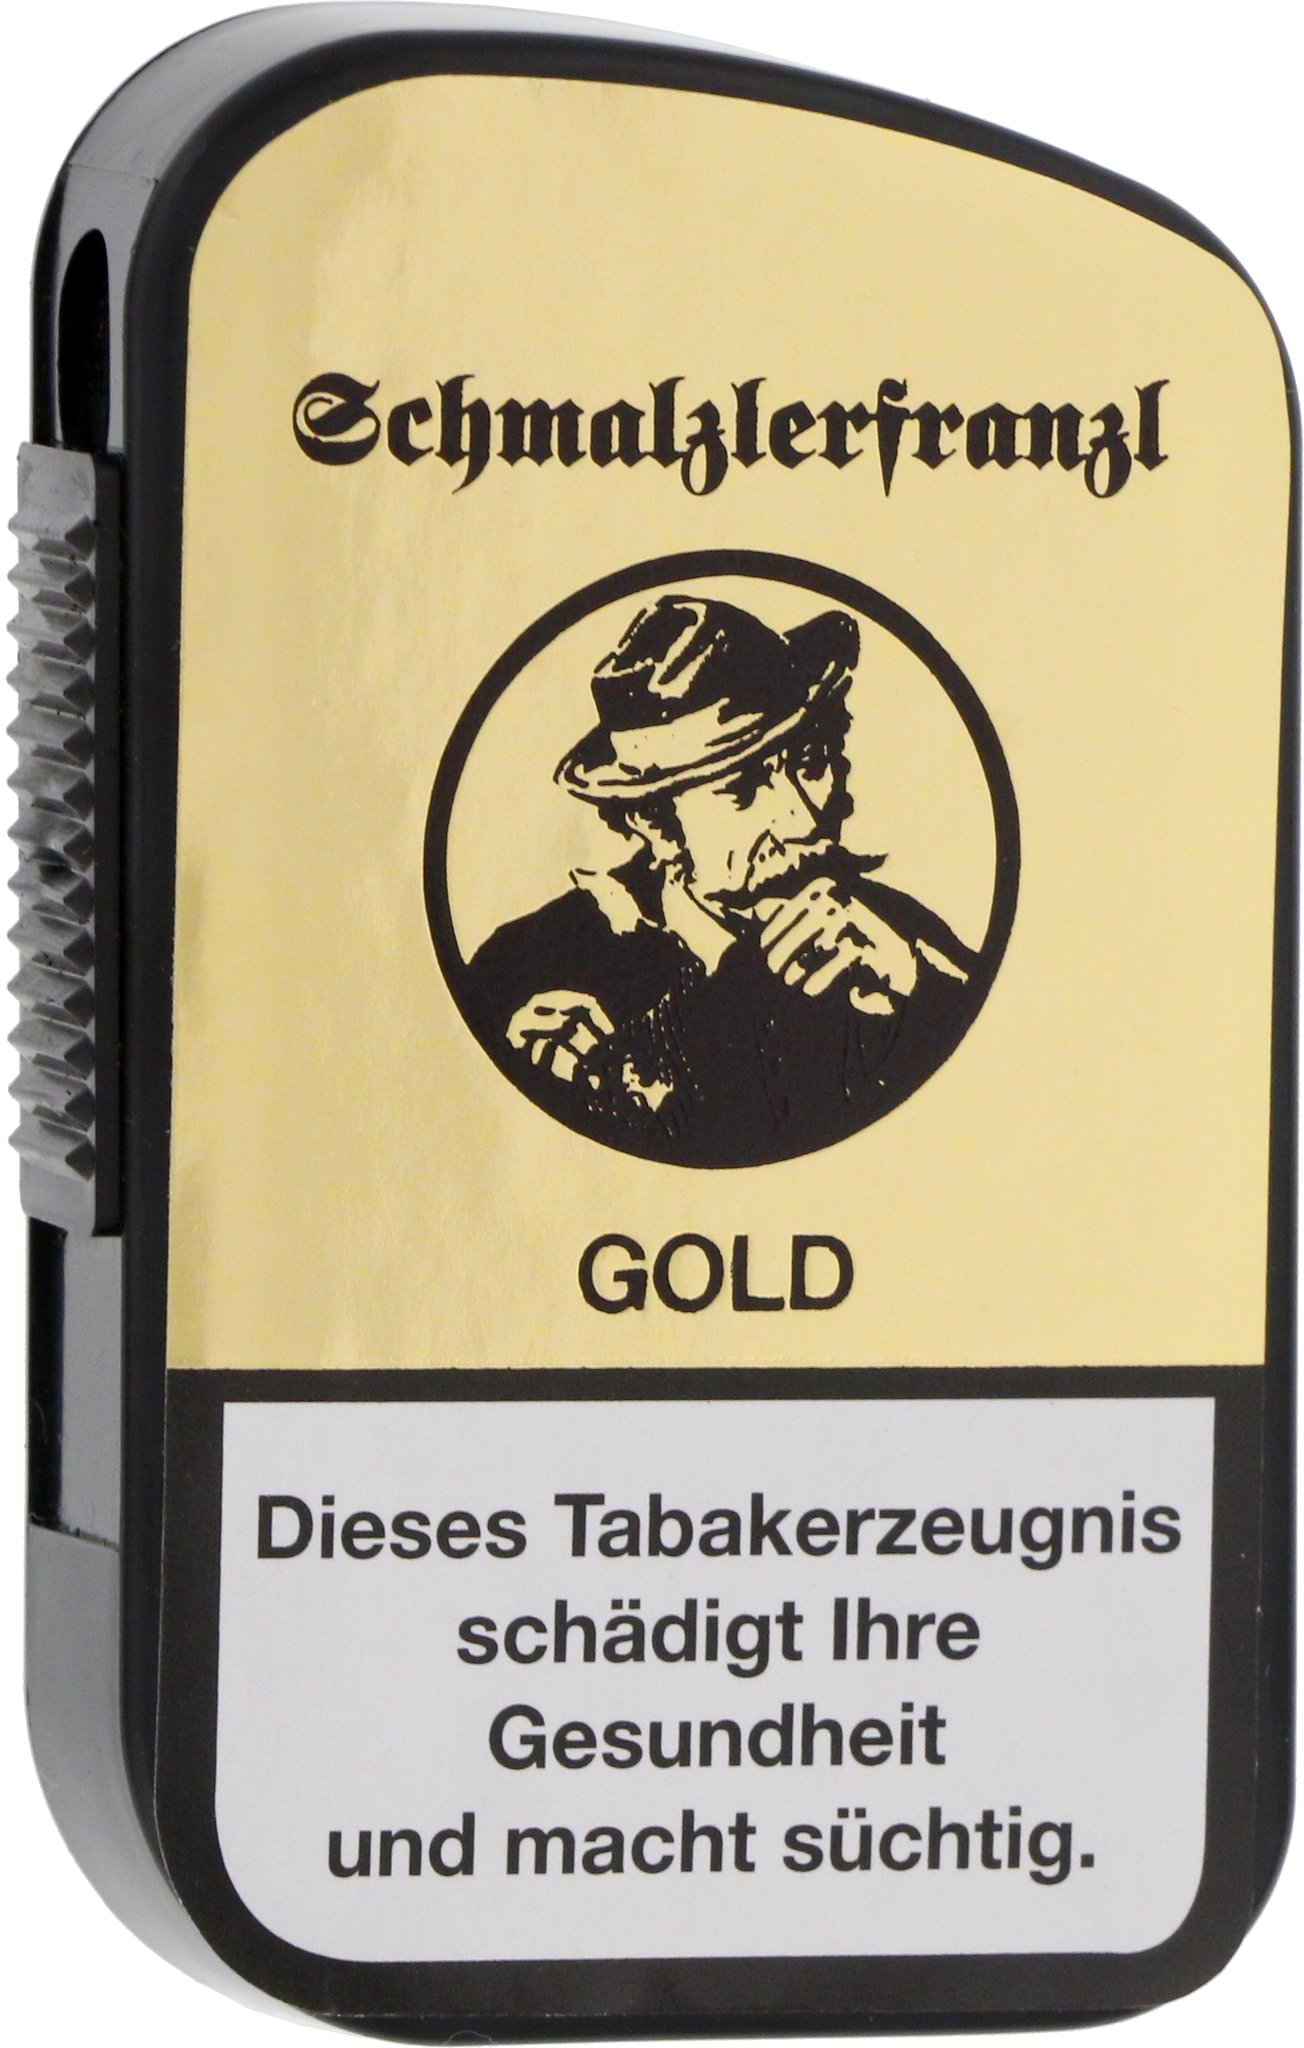 Schmalzlerfranzl
GOLD
Dieses Tabakerzeugnis
schädigt Ihre
Gesundheit
und macht süchtig.